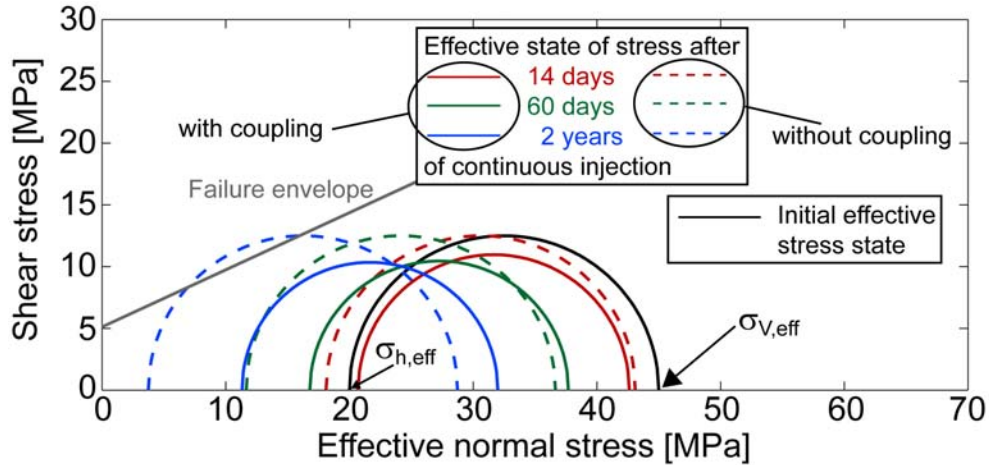 30
25
20
15
10
5
0
Shear stress [MPa]
Effective state of stress after
14 days
60 days
2 years
of continuous injection
with coupling
without coupling
Failure envelope
Initial effective
stress state
σh,eff
σV,eff
0 10 20 30 40 50 60 70
Effective normal stress [MPa]